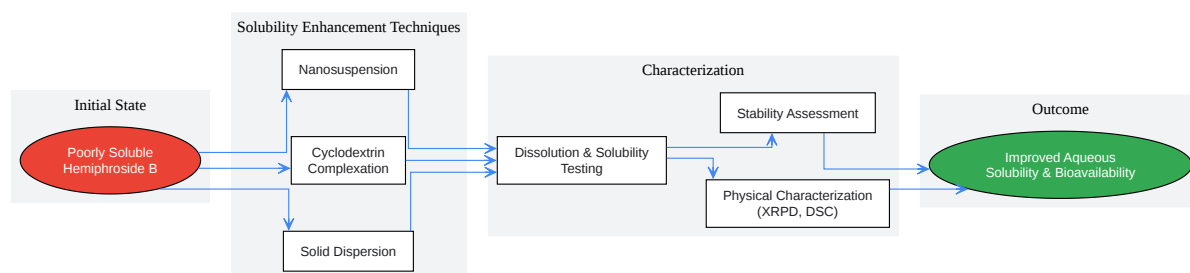 Initial State
Poorly Soluble
Hemiphroside B
Solubility Enhancement Techniques
Nanosuspension
Cyclodextrin
Complexation
Solid Dispersion
Characterization
Dissolution & Solubility
Testing
Stability Assessment
Physical Characterization
(XRPD, DSC)
Outcome
Improved Aqueous
Solubility & Bioavailability